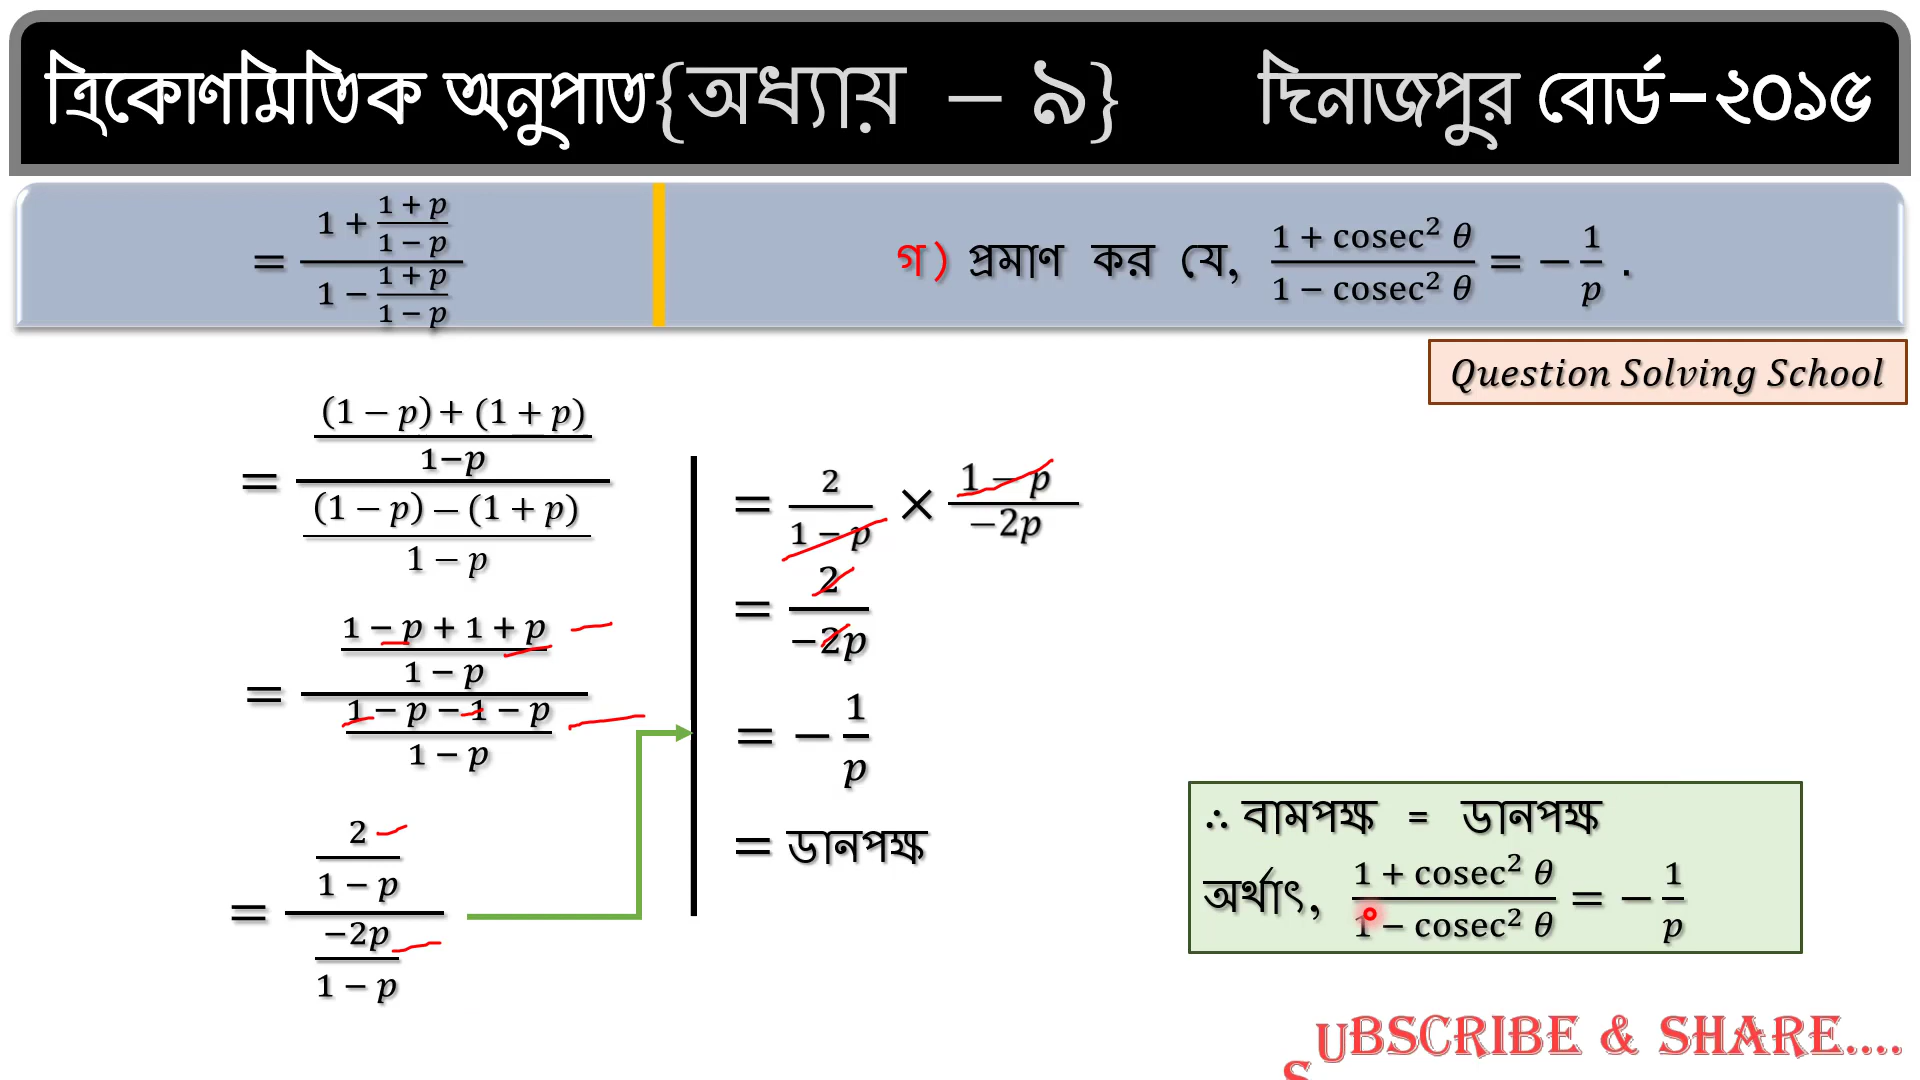 ত্রিকোণমিতিক অনুপাত{অধ্যায় – ৯} দিনাজপুর বোর্ড–২০১৫
= (1 + (1 + p)/(1 − p)) / (1 − (1 + p)/(1 − p))
গ) প্রমাণ কর যে, (1 + cosec² θ)/(1 − cosec² θ) = −1/p .
Question Solving School
= (((1 − p) + (1 + p))/(1−p)) / (((1 − p) − (1 + p))/(1 − p))
= ((1 − p + 1 + p)/(1 − p)) / ((1 − p − 1 − p)/(1 − p))
= (2/(1 − p)) / (−2p/(1 − p))
= 2/(1 − p) × (1 − p)/(−2p)
= 2/(−2p)
= −1/p
= ডানপক্ষ
∴ বামপক্ষ = ডানপক্ষ
অর্থাৎ, (1 + cosec² θ)/(1 − cosec² θ) = −1/p
SUBSCRIBE & SHARE....